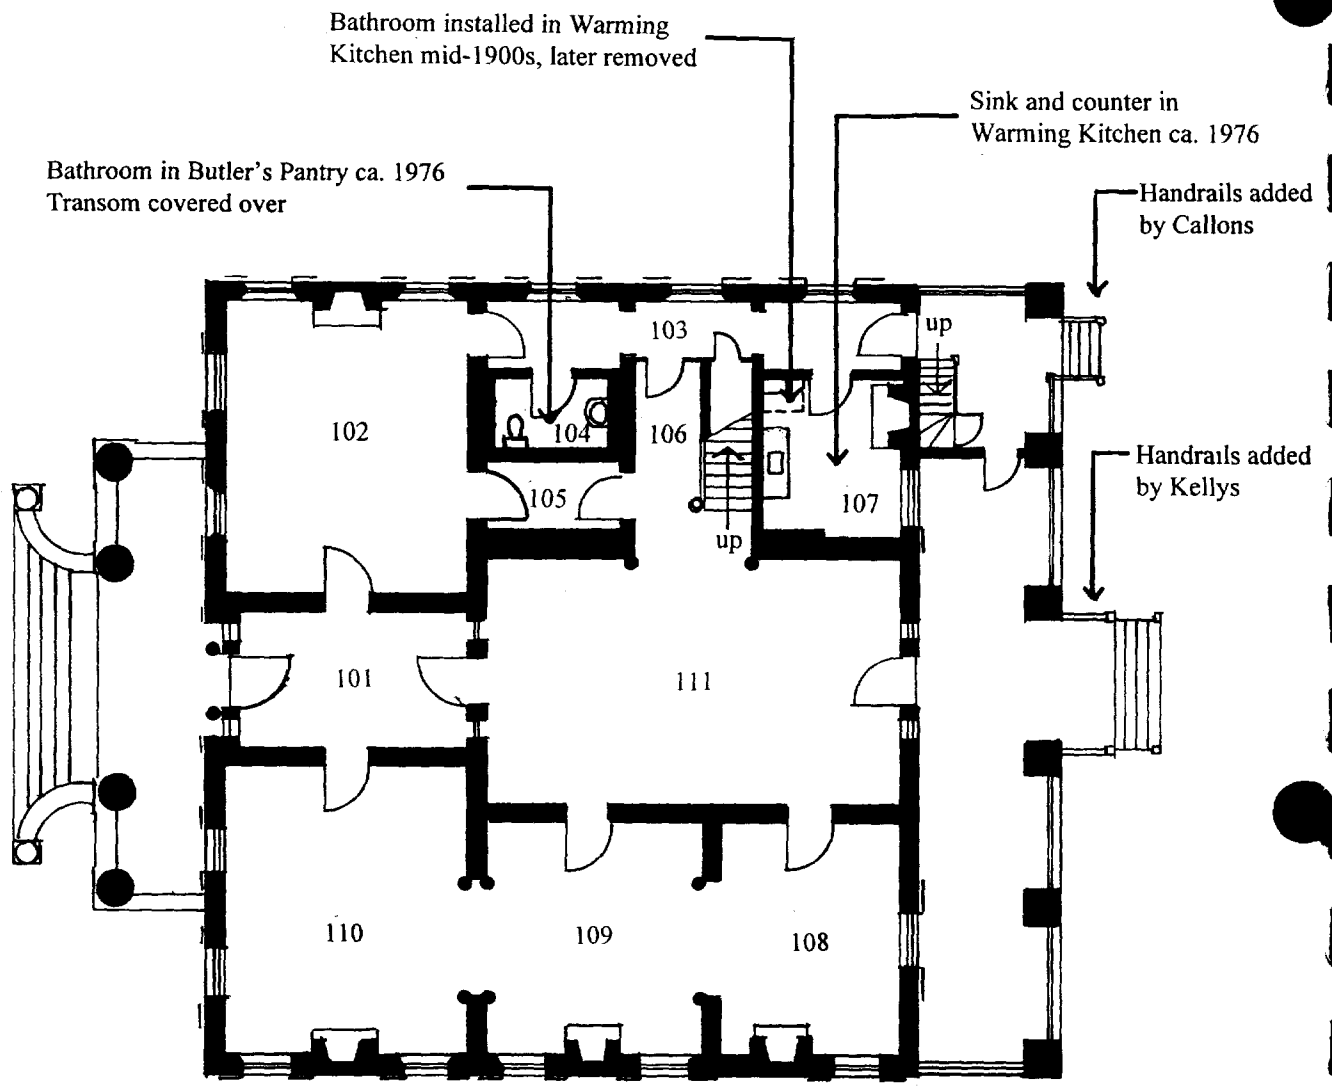 Bathroom installed in Warming
Kitchen mid-1900s, later removed
Sink and counter in
Warming Kitchen ca. 1976
Bathroom in Butler's Pantry ca. 1976
Transom covered over
Handrails added
by Callons
103
up
102
104
106
Handrails added
by Kellys
105
107
up
101
111
110
109
108